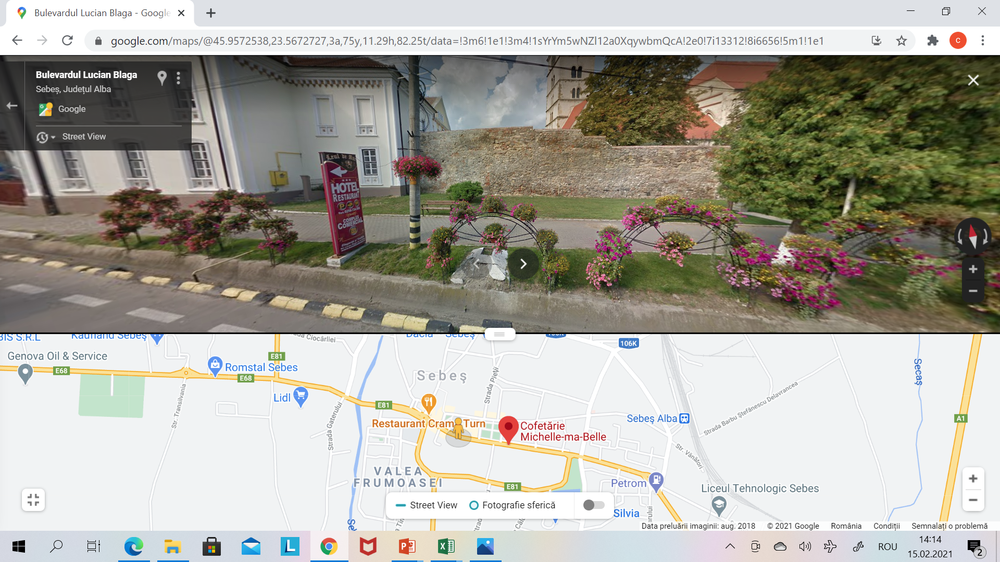 Bulevardul Lucian Blaga - Google
google.com/maps/@45.9572538,23.5672727,3a,75y,11.29h,82.25t/data=!3m6!1e1!3m4!1sYrYm5wNZl12a0XqywbmQcA!2e0!7i13312!8i6656!5m1!1e1
C
Bulevardul Lucian Blaga
Sebeș, Județul Alba
Google
Street View
HOTEL
RESTAURANT
COMPLEX
COMERCIAL
Kaufland Sebeș
Strada Pieții
106K
Genova Oil & Service
E81
E68
Romstal Sebes
E68
Sebeș
Secaș
Lidl
Str. Transilvania
Strada Gaterului
E81
Strada Barbu Ștefănescu Delavrancea
Sebeș Alba
A1
Restaurant Crama Turn
Cofetărie
Michelle-ma-Belle
Str. Vânători
VALEA
FRUMOASEI
E81
Petrom
Liceul Tehnologic Sebes
Street View
Fotografie sferică
Silvia
Data preluării imaginii: aug. 2018
© 2021 Google
România
Condiții
Semnalați o problemă
ROU
14:14
15.02.2021
2